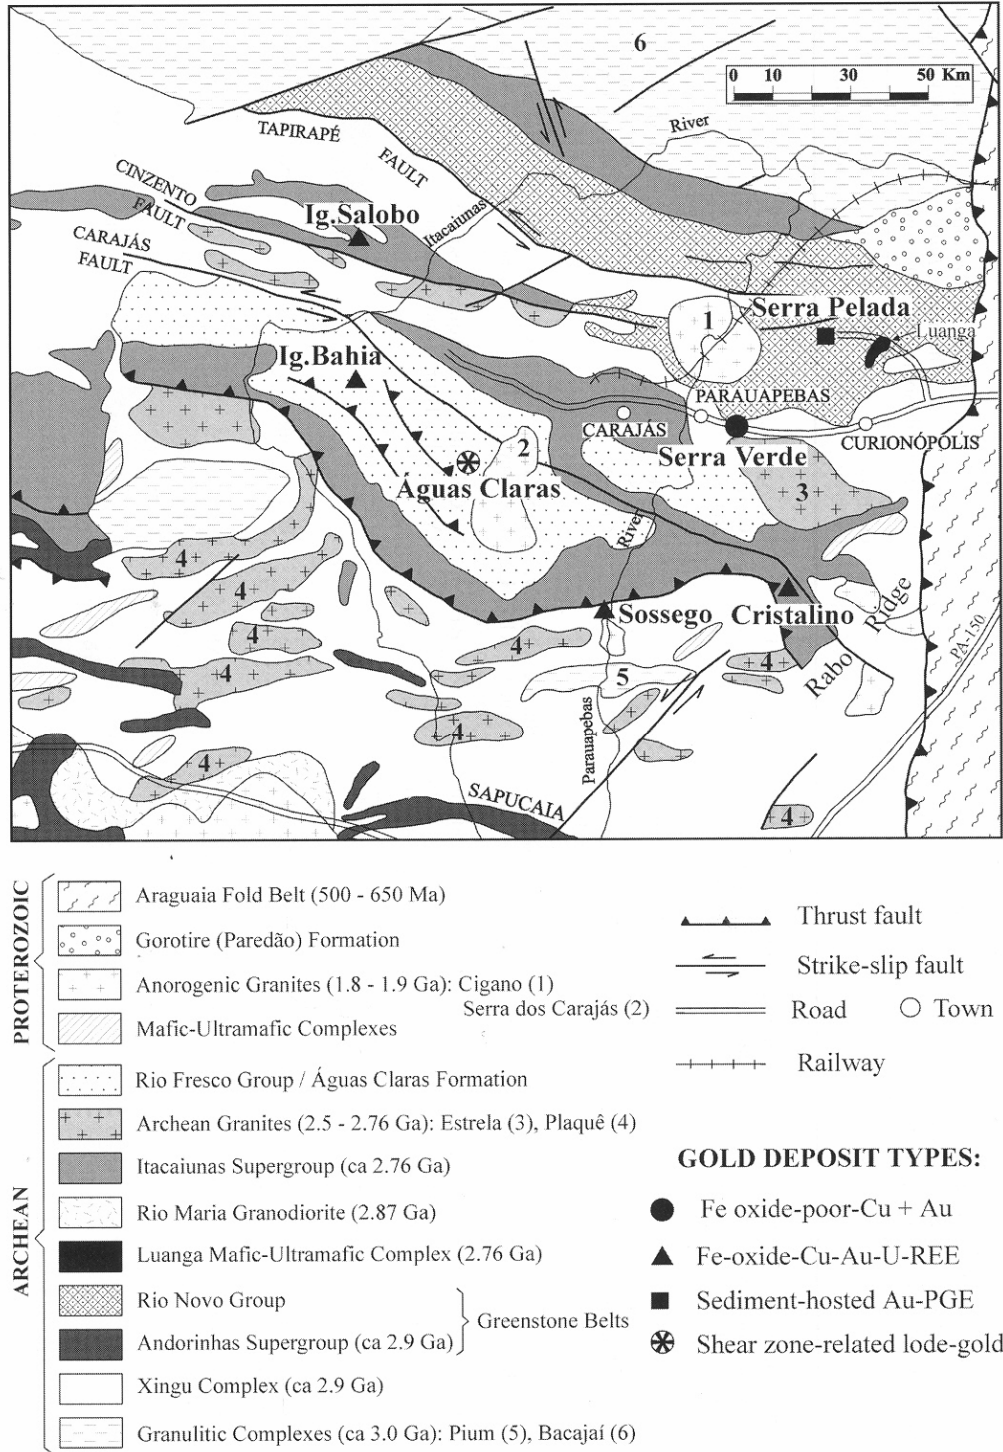 6
0 10 30 50 Km
River
TAPIRAPÉ
FAULT
CINZENTO
FAULT
Ig.Salobo
Itacaiunas
CARAJÁS
FAULT
1
Serra Pelada
Luanga
Ig.Bahia
PARAUAPEBAS
CARAJÁS
CURIONÓPOLIS
2
Serra Verde
Águas Claras
3
River
4
4
Sossego
Cristalino
Ridge
4
4
4
4
5
Rabo
PA-150
4
4
Parauapebas
SAPUCAIA
4
PROTEROZOIC
Araguaia Fold Belt (500 - 650 Ma)
Gorotire (Paredão) Formation
Anorogenic Granites (1.8 - 1.9 Ga): Cigano (1)
Serra dos Carajás (2)
Mafic-Ultramafic Complexes
ARCHEAN
Rio Fresco Group / Águas Claras Formation
Archean Granites (2.5 - 2.76 Ga): Estrela (3), Plaquê (4)
Itacaiunas Supergroup (ca 2.76 Ga)
Rio Maria Granodiorite (2.87 Ga)
Luanga Mafic-Ultramafic Complex (2.76 Ga)
Rio Novo Group
Andorinhas Supergroup (ca 2.9 Ga)
Greenstone Belts
Xingu Complex (ca 2.9 Ga)
Granulitic Complexes (ca 3.0 Ga): Pium (5), Bacajaí (6)
Thrust fault
Strike-slip fault
Road Town
Railway
GOLD DEPOSIT TYPES:
Fe oxide-poor-Cu + Au
Fe-oxide-Cu-Au-U-REE
Sediment-hosted Au-PGE
Shear zone-related lode-gold